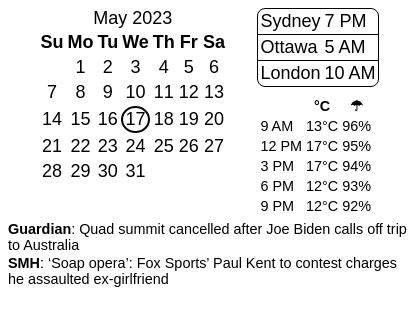 May 2023
Su Mo Tu We Th Fr Sa
1 2 3 4 5 6
7 8 9 10 11 12 13
14 15 16 17 18 19 20
21 22 23 24 25 26 27
28 29 30 31
Sydney 7 PM
Ottawa 5 AM
London 10 AM
°C ☂
9 AM 13°C 96%
12 PM 17°C 95%
3 PM 17°C 94%
6 PM 12°C 93%
9 PM 12°C 92%
Guardian: Quad summit cancelled after Joe Biden calls off trip
to Australia
SMH: ‘Soap opera’: Fox Sports’ Paul Kent to contest charges
he assaulted ex-girlfriend